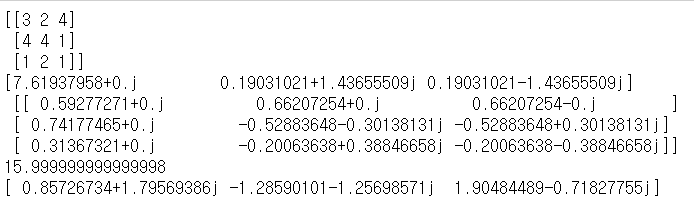 [[3 2 4]
 [4 4 1]
 [1 2 1]]
[7.61937958+0.j         0.19031021+1.43655509j 0.19031021-1.43655509j]
 [[ 0.59277271+0.j          0.66207254+0.j          0.66207254-0.j        ]
 [ 0.74177465+0.j         -0.52883648-0.30138131j -0.52883648+0.30138131j]
 [ 0.31367321+0.j         -0.20063638+0.38846658j -0.20063638-0.38846658j]]
15.999999999999998
[ 0.85726734+1.79569386j -1.28590101-1.25698571j  1.90484489-0.71827755j]